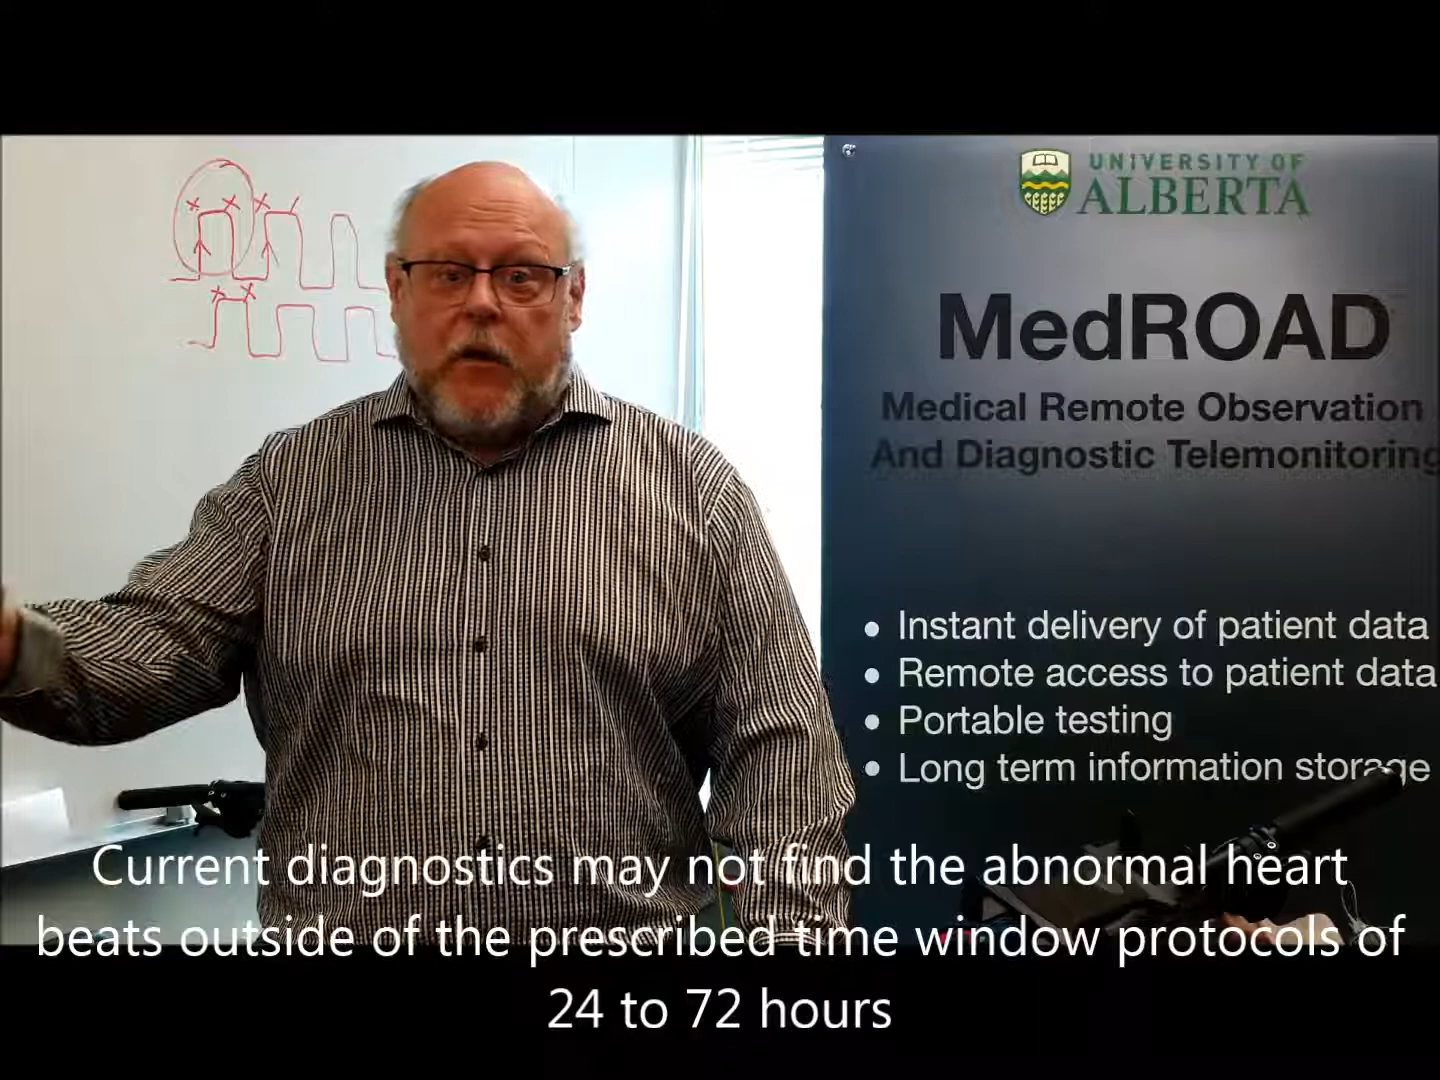 UNIVERSITY OF
ALBERTA
MedROAD
Medical Remote Observation
And Diagnostic Telemonitoring
• Instant delivery of patient data
• Remote access to patient data
• Portable testing
• Long term information storage
Current diagnostics may not find the abnormal heart
beats outside of the prescribed time window protocols of
24 to 72 hours